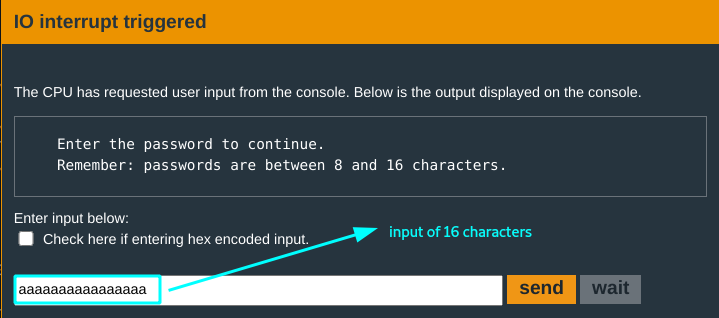 IO interrupt triggered
The CPU has requested user input from the console. Below is the output displayed on the console.
Enter the password to continue.
Remember: passwords are between 8 and 16 characters.
Enter input below:
Check here if entering hex encoded input.
input of 16 characters
aaaaaaaaaaaaaaaa
send
wait